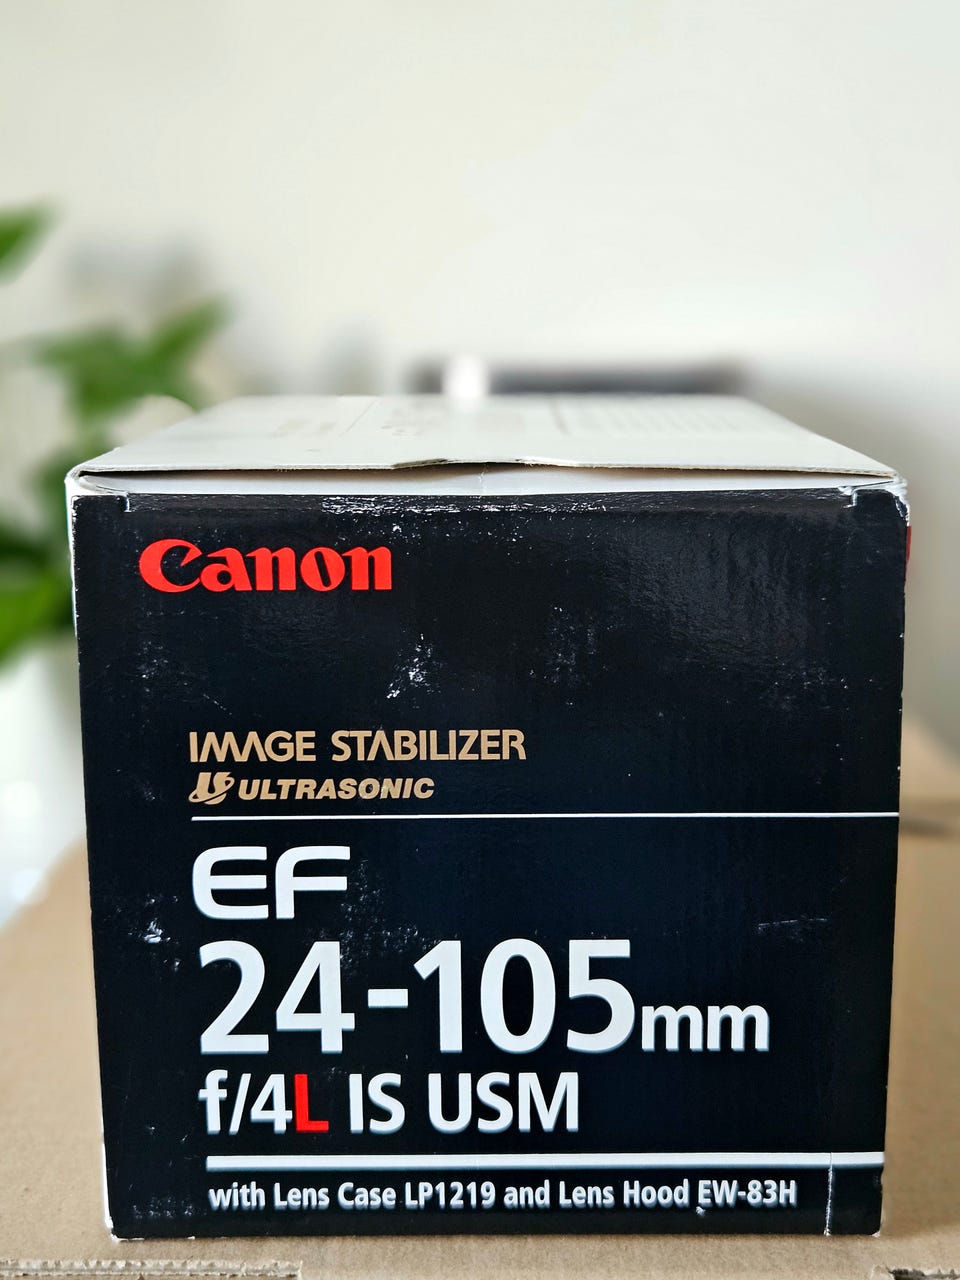 Canon
IMAGE STABILIZER
ULTRASONIC
EF
24-105mm
f/4L IS USM
with Lens Case LP1219 and Lens Hood EW-83H